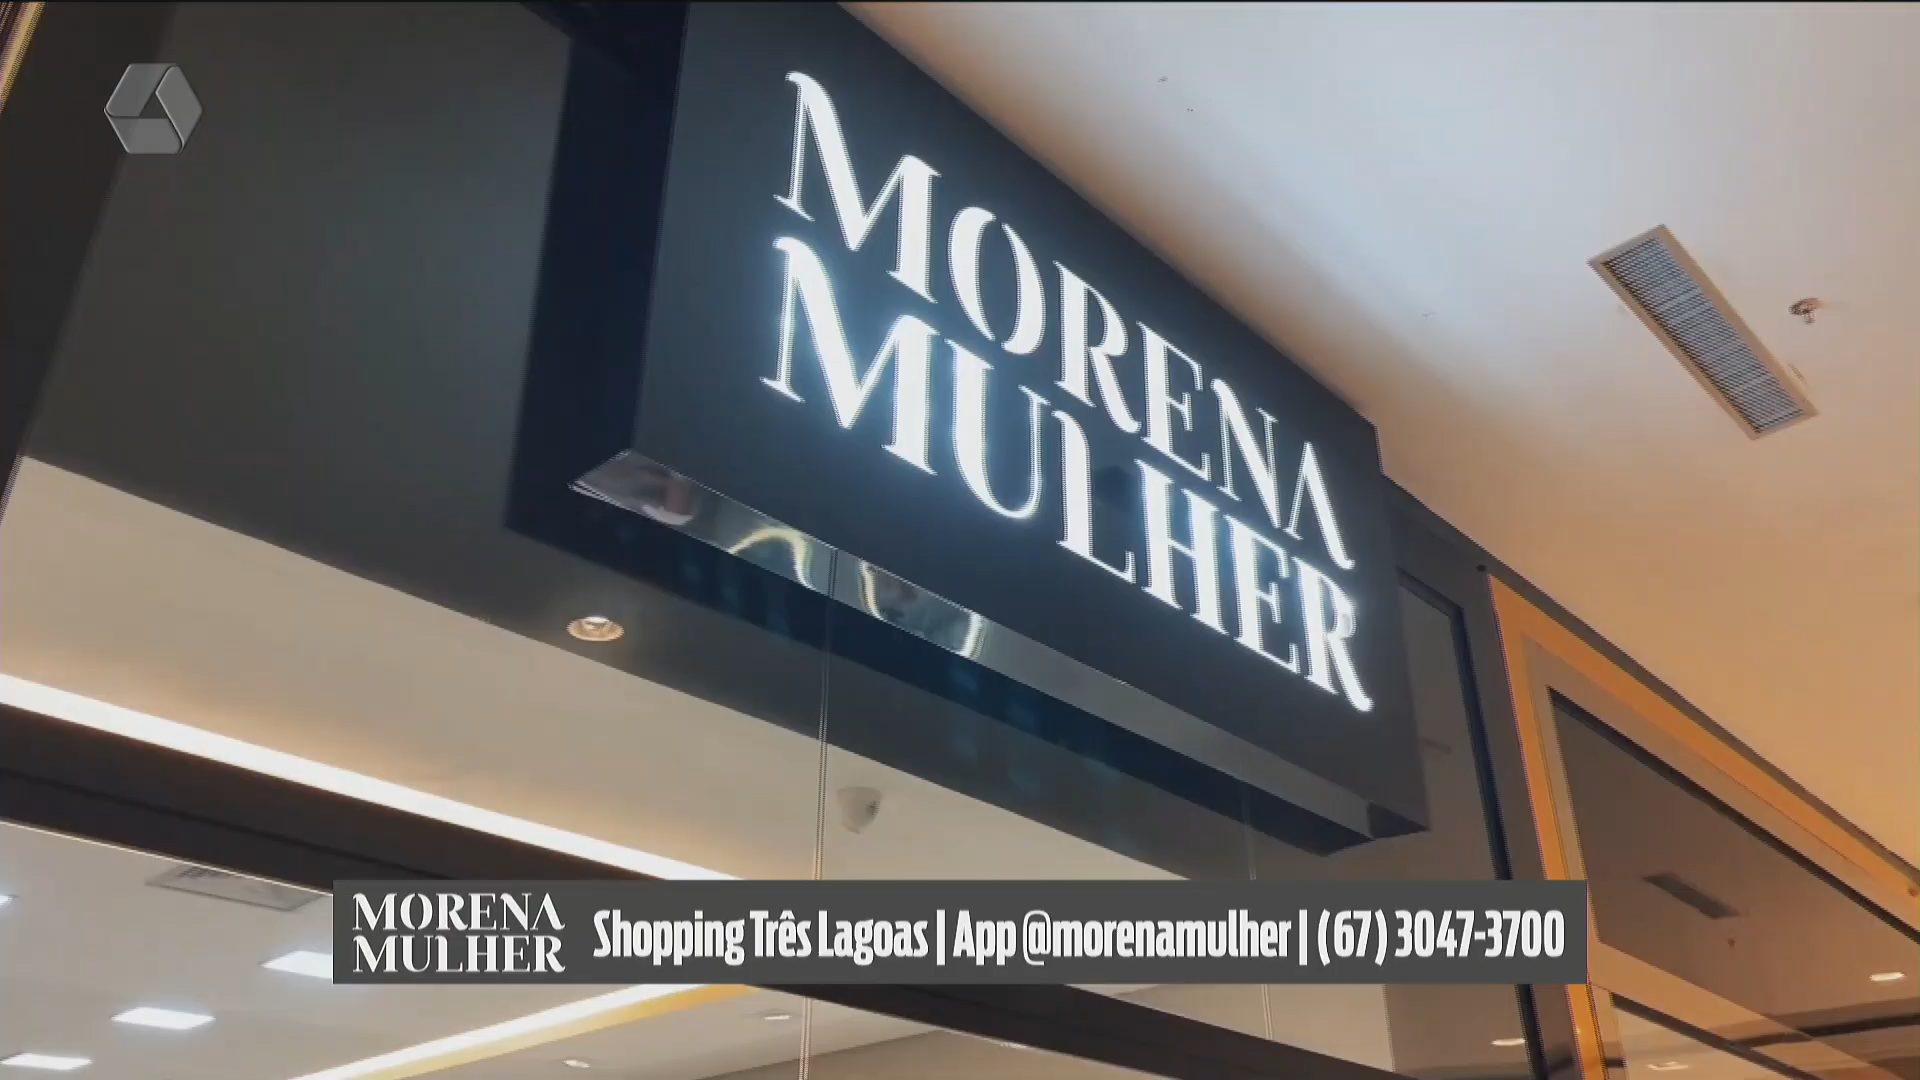 MORENA
MULHER
MORENA
MULHER
Shopping Três Lagoas | App @morenamulher | (67) 3047-3700